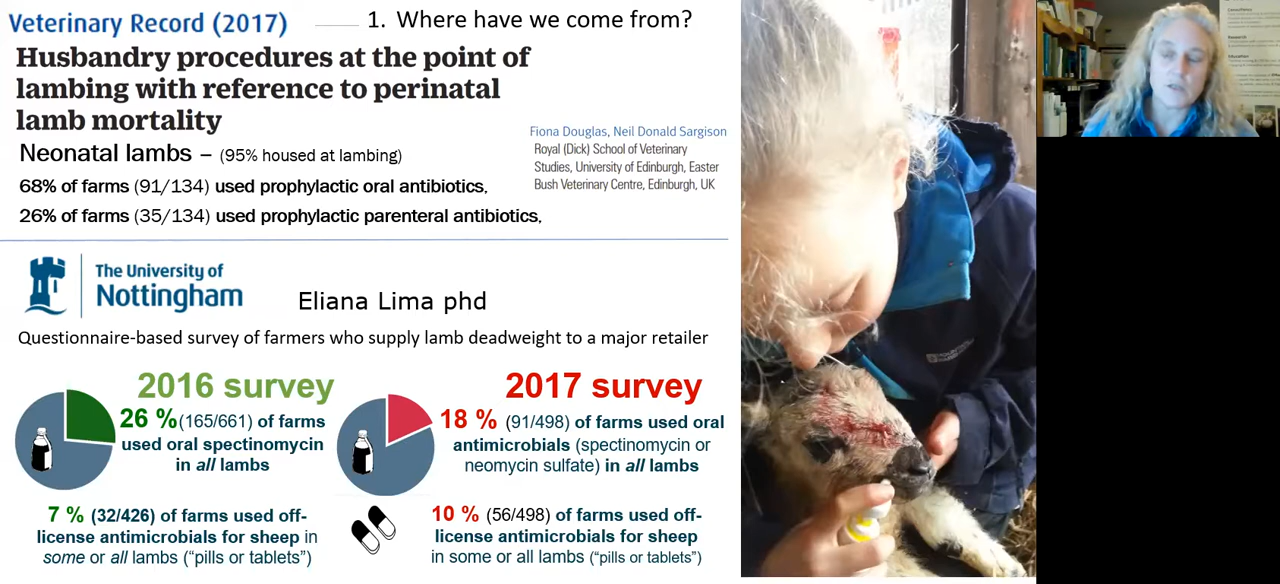 Veterinary Record (2017)
1. Where have we come from?
Husbandry procedures at the point of
lambing with reference to perinatal
lamb mortality
Fiona Douglas, Neil Donald Sargison
Royal (Dick) School of Veterinary
Studies, University of Edinburgh, Easter
Bush Veterinary Centre, Edinburgh, UK
Neonatal lambs – (95% housed at lambing)
68% of farms (91/134) used prophylactic oral antibiotics,
26% of farms (35/134) used prophylactic parenteral antibiotics,
The University of
Nottingham
Eliana Lima phd
Questionnaire-based survey of farmers who supply lamb deadweight to a major retailer
2016 survey
26 %(165/661) of farms
used oral spectinomycin
in all lambs
7 % (32/426) of farms used off-
license antimicrobials for sheep in
some or all lambs (“pills or tablets”)
2017 survey
18 % (91/498) of farms used oral
antimicrobials (spectinomycin or
neomycin sulfate) in all lambs
10 % (56/498) of farms used off-
license antimicrobials for sheep
in some or all lambs (“pills or tablets”)